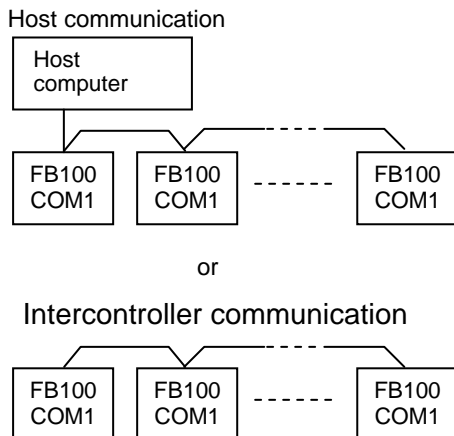 Host communication
Host
computer
FB100 FB100 FB100
COM1 COM1 COM1
or
Intercontroller communication
FB100 FB100 FB100
COM1 COM1 COM1